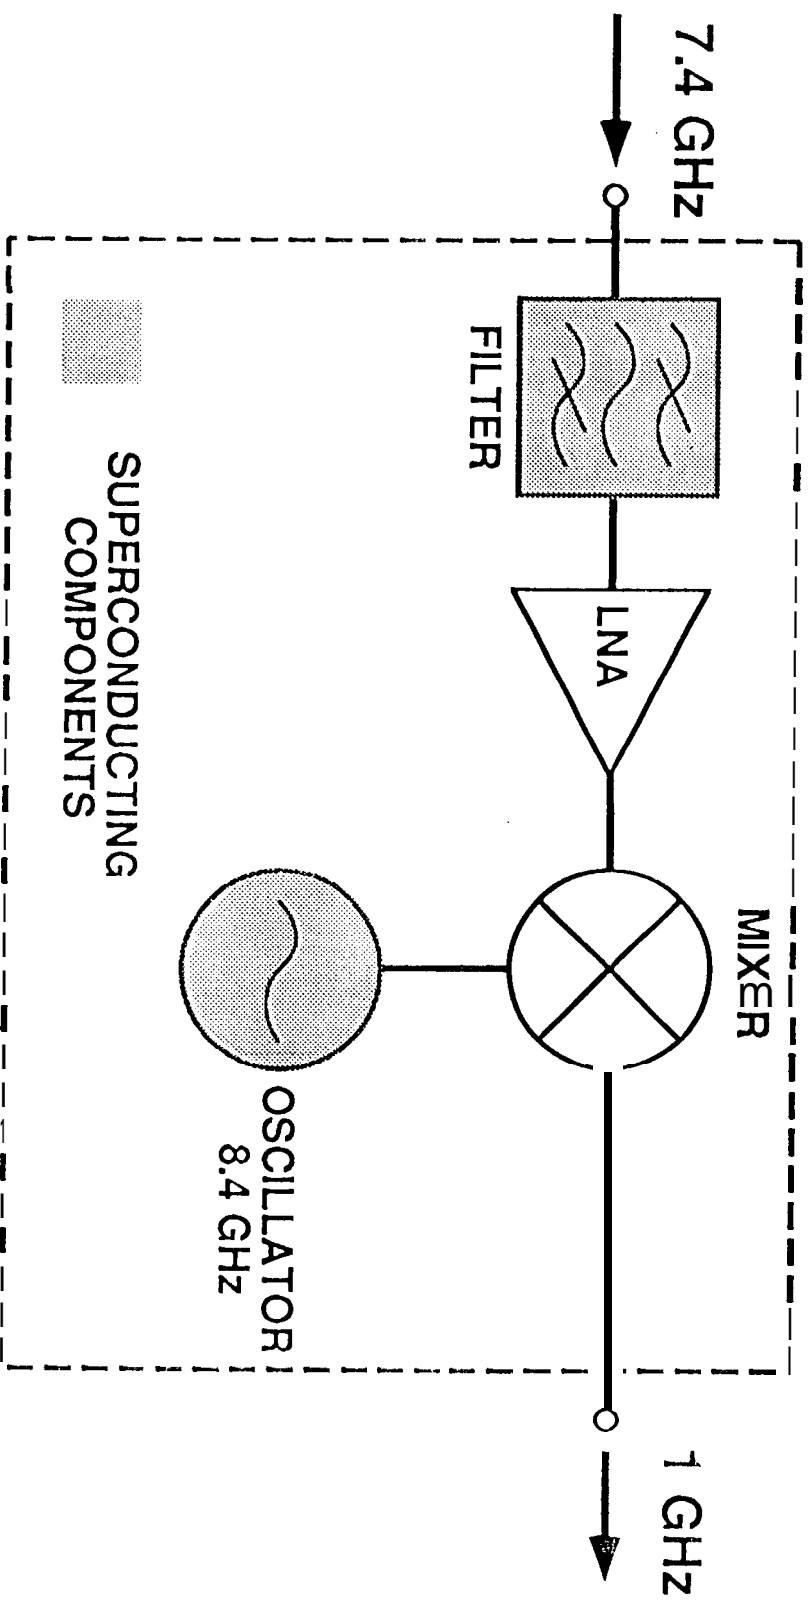 7.4 GHz
FILTER
LNA
MIXER
OSCILLATOR
8.4 GHz
1 GHz
SUPERCONDUCTING
COMPONENTS